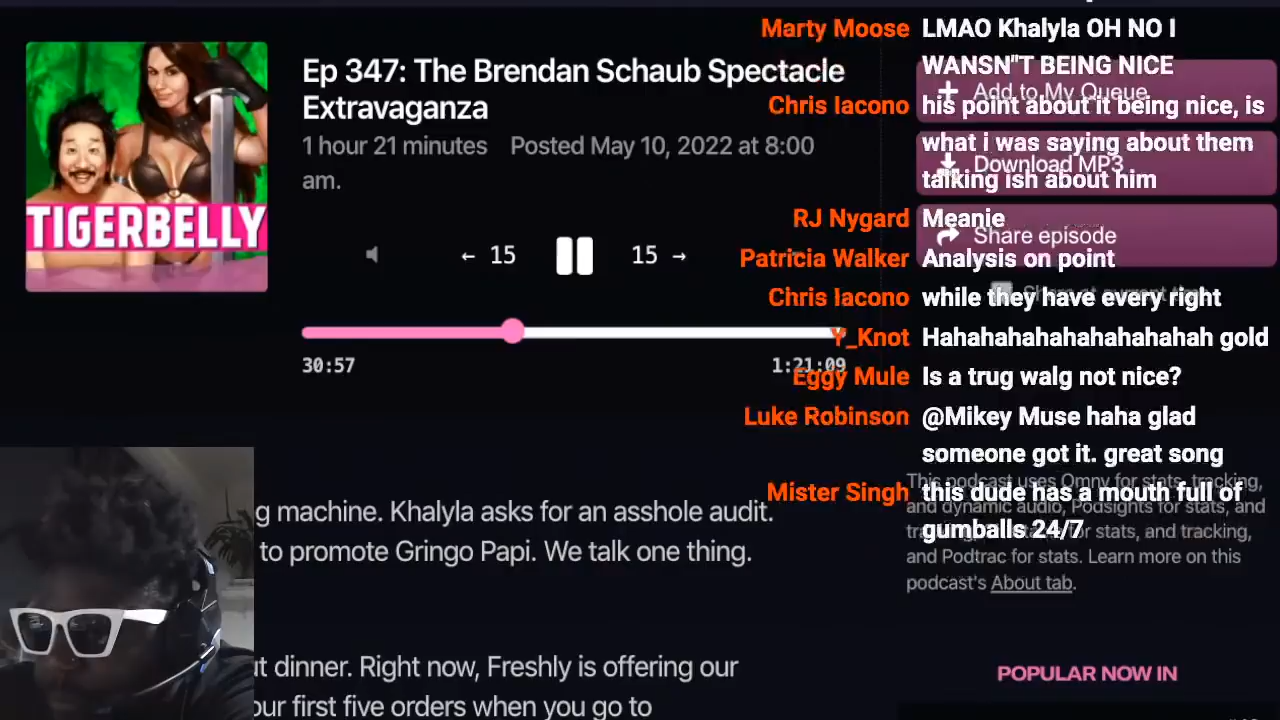 Ep 347: The Brendan Schaub Spectacle
Extravaganza
1 hour 21 minutes Posted May 10, 2022 at 8:00
am.
TIGERBELLY
← 15
15 →
30:57
1:21:09
g machine. Khalyla asks for an asshole audit.
to promote Gringo Papi. We talk one thing.
ut dinner. Right now, Freshly is offering our
our first five orders when you go to
Marty Moose LMAO Khalyla OH NO I
WANSN"T BEING NICE
Chris Iacono his point about it being nice, is
what i was saying about them
talking ish about him
RJ Nygard Meanie
Patricia Walker Analysis on point
Chris Iacono while they have every right
Y_Knot Hahahahahahahahahah gold
Eggy Mule Is a trug walg not nice?
Luke Robinson @Mikey Muse haha glad
someone got it. great song
Mister Singh this dude has a mouth full of
gumballs 24/7
Add to My Queue
Download MP3
Share episode
This podcast uses Omny for stats, tracking,
and dynamic audio, Podsights for stats, and
for stats, and tracking,
and Podtrac for stats. Learn more on this
podcast's About tab.
POPULAR NOW IN